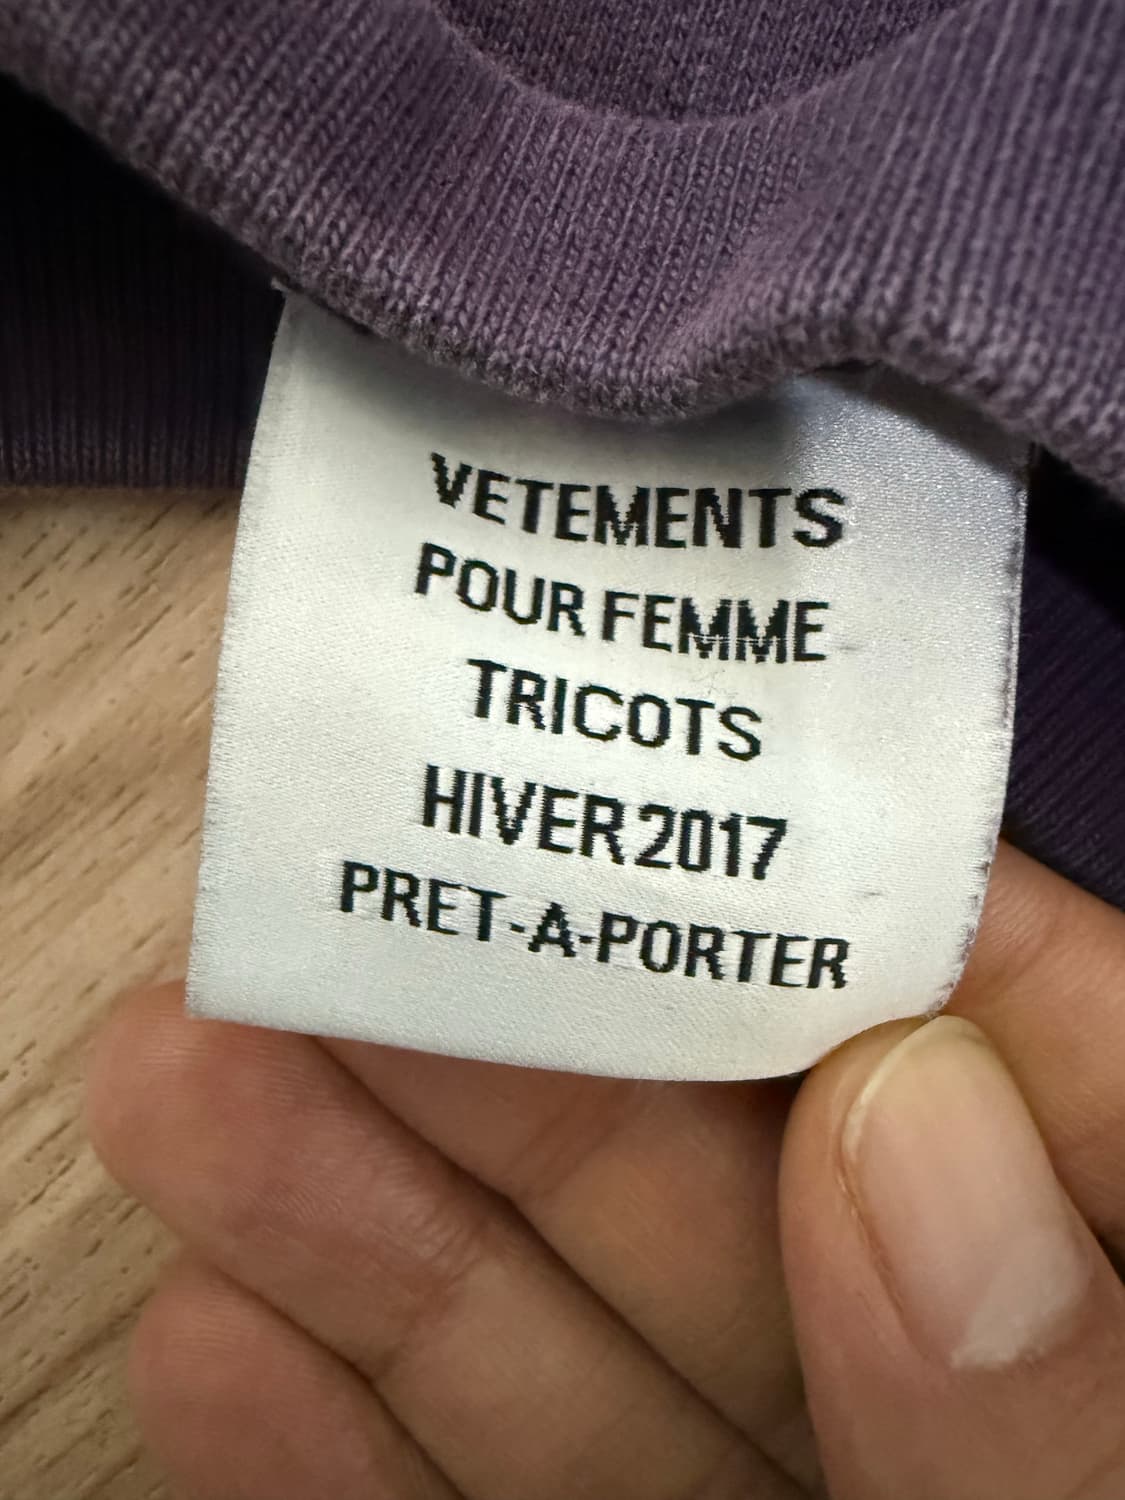 VETEMENTS
POUR FEMME
TRICOTS
HIVER 2017
PRET-A-PORTER